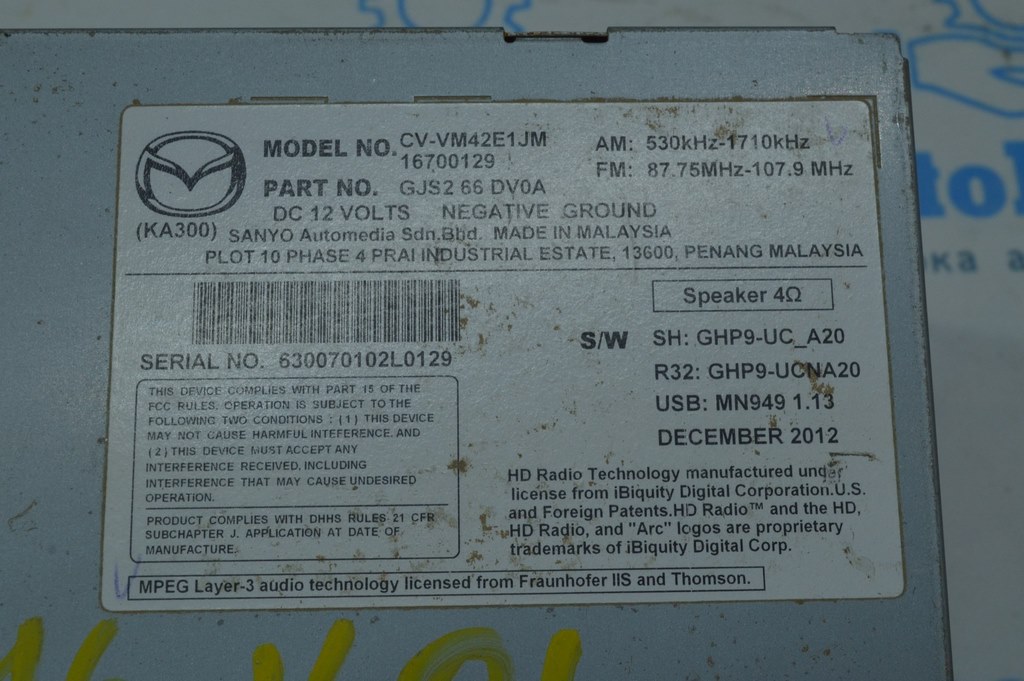 MODEL NO. CV-VM42E1JM
16700129
PART NO. GJS2 66 DV0A
AM: 530kHz-1710kHz
FM: 87.75MHz-107.9 MHz
DC 12 VOLTS NEGATIVE GROUND
(KA300) SANYO Automedia Sdn.Bhd. MADE IN MALAYSIA
PLOT 10 PHASE 4 PRAI INDUSTRIAL ESTATE, 13600, PENANG MALAYSIA
SERIAL NO. 630070102L0129
THIS DEVICE COMPLIES WITH PART 15 OF THE
FCC RULES. OPERATION IS SUBJECT TO THE
FOLLOWING TWO CONDITIONS : (1) THIS DEVICE
MAY NOT CAUSE HARMFUL INTERFERENCE. AND
(2) THIS DEVICE MUST ACCEPT ANY
INTERFERENCE RECEIVED, INCLUDING
INTERFERENCE THAT MAY CAUSE UNDESIRED
OPERATION.
PRODUCT COMPLIES WITH DHHS RULES 21 CFR
SUBCHAPTER J. APPLICATION AT DATE OF
MANUFACTURE.
Speaker 4Ω
S/W SH: GHP9-UC_A20
R32: GHP9-UCNA20
USB: MN949 1.13
DECEMBER 2012
HD Radio Technology manufactured under
license from iBiquity Digital Corporation.U.S.
and Foreign Patents.HD Radio™ and the HD,
HD Radio, and "Arc" logos are proprietary
trademarks of iBiquity Digital Corp.
MPEG Layer-3 audio technology licensed from Fraunhofer IIS and Thomson.